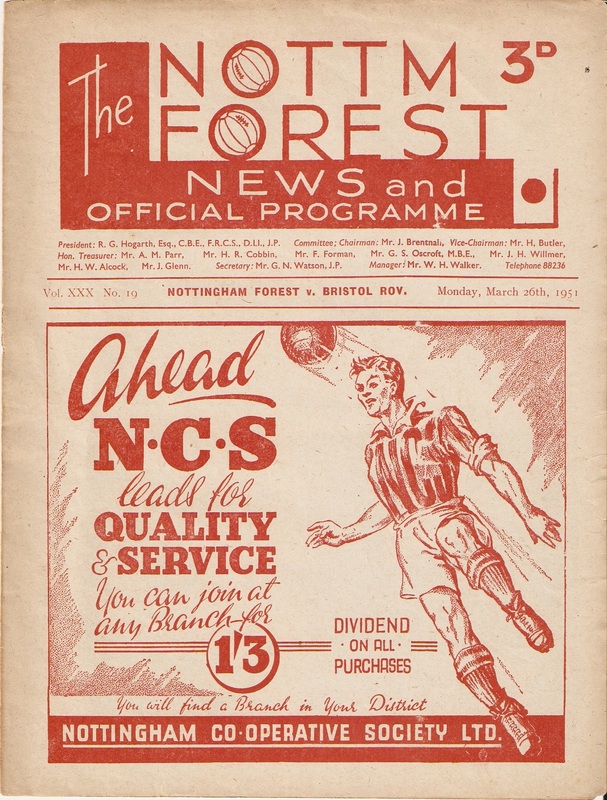 The NOTTM 3D
FOREST
NEWS and
OFFICIAL PROGRAMME
President: R. G. Hogarth, Esq., C.B.E., F.R.C.S., D.L.I., J.P. Committee; Chairman: Mr. J. Brentnall, Vice-Chairman: Mr. H, Butler,
Hon. Treasurer: Mr. A. M. Parr, Mr. H. R. Cobbin, Mr. F. Forman, Mr. G. S. Oscroft, M.B.E., Mr. J. H. Willmer,
Mr. H. W. Alcock, Mr. J. Glenn. Secretary: Mr. G. N. Watson, J.P. Manager: Mr. W. H. Walker. Telephone 88236
Vol. XXX No. 19 NOTTINGHAM FOREST v. BRISTOL ROV. Monday, March 26th, 1951
Ahead
N·C·S
leads for
QUALITY
& SERVICE
You can join at
any Branch for
1'3
DIVIDEND
· ON ALL ·
PURCHASES
You will find a Branch in Your District
NOTTINGHAM CO·OPERATIVE SOCIETY LTD.